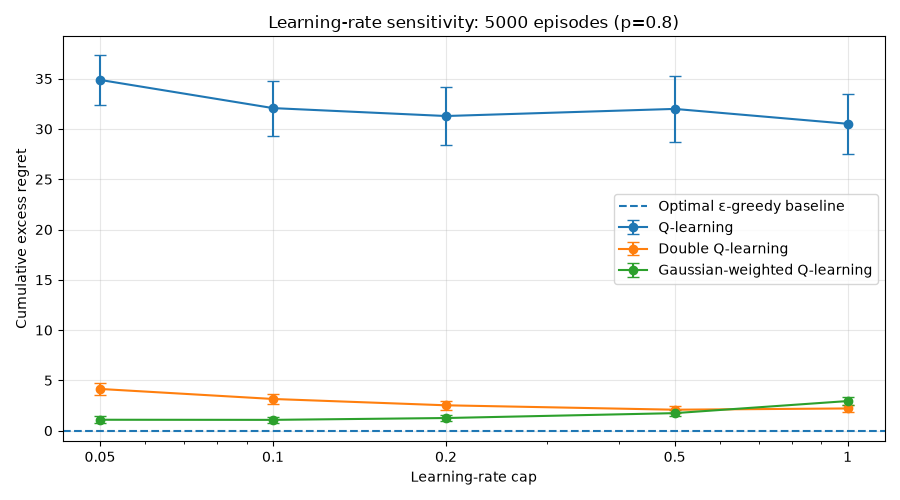 Learning-rate sensitivity: 5000 episodes (p=0.8)
Cumulative excess regret
35
30
25
20
15
10
5
0
Optimal ε-greedy baseline
Q-learning
Double Q-learning
Gaussian-weighted Q-learning
0.05 0.1 0.2 0.5 1
Learning-rate cap